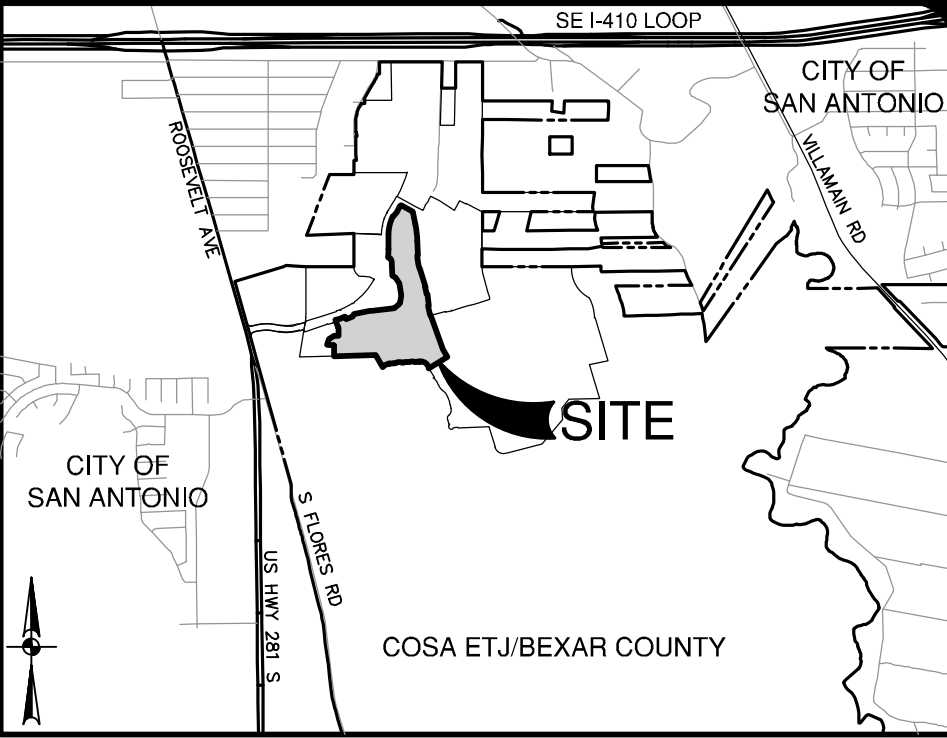 SE I-410 LOOP
CITY OF
SAN ANTONIO
ROOSEVELT AVE
VILLAMAIN RD
SITE
CITY OF
SAN ANTONIO
S FLORES RD
US HWY 281 S
COSA ETJ/BEXAR COUNTY